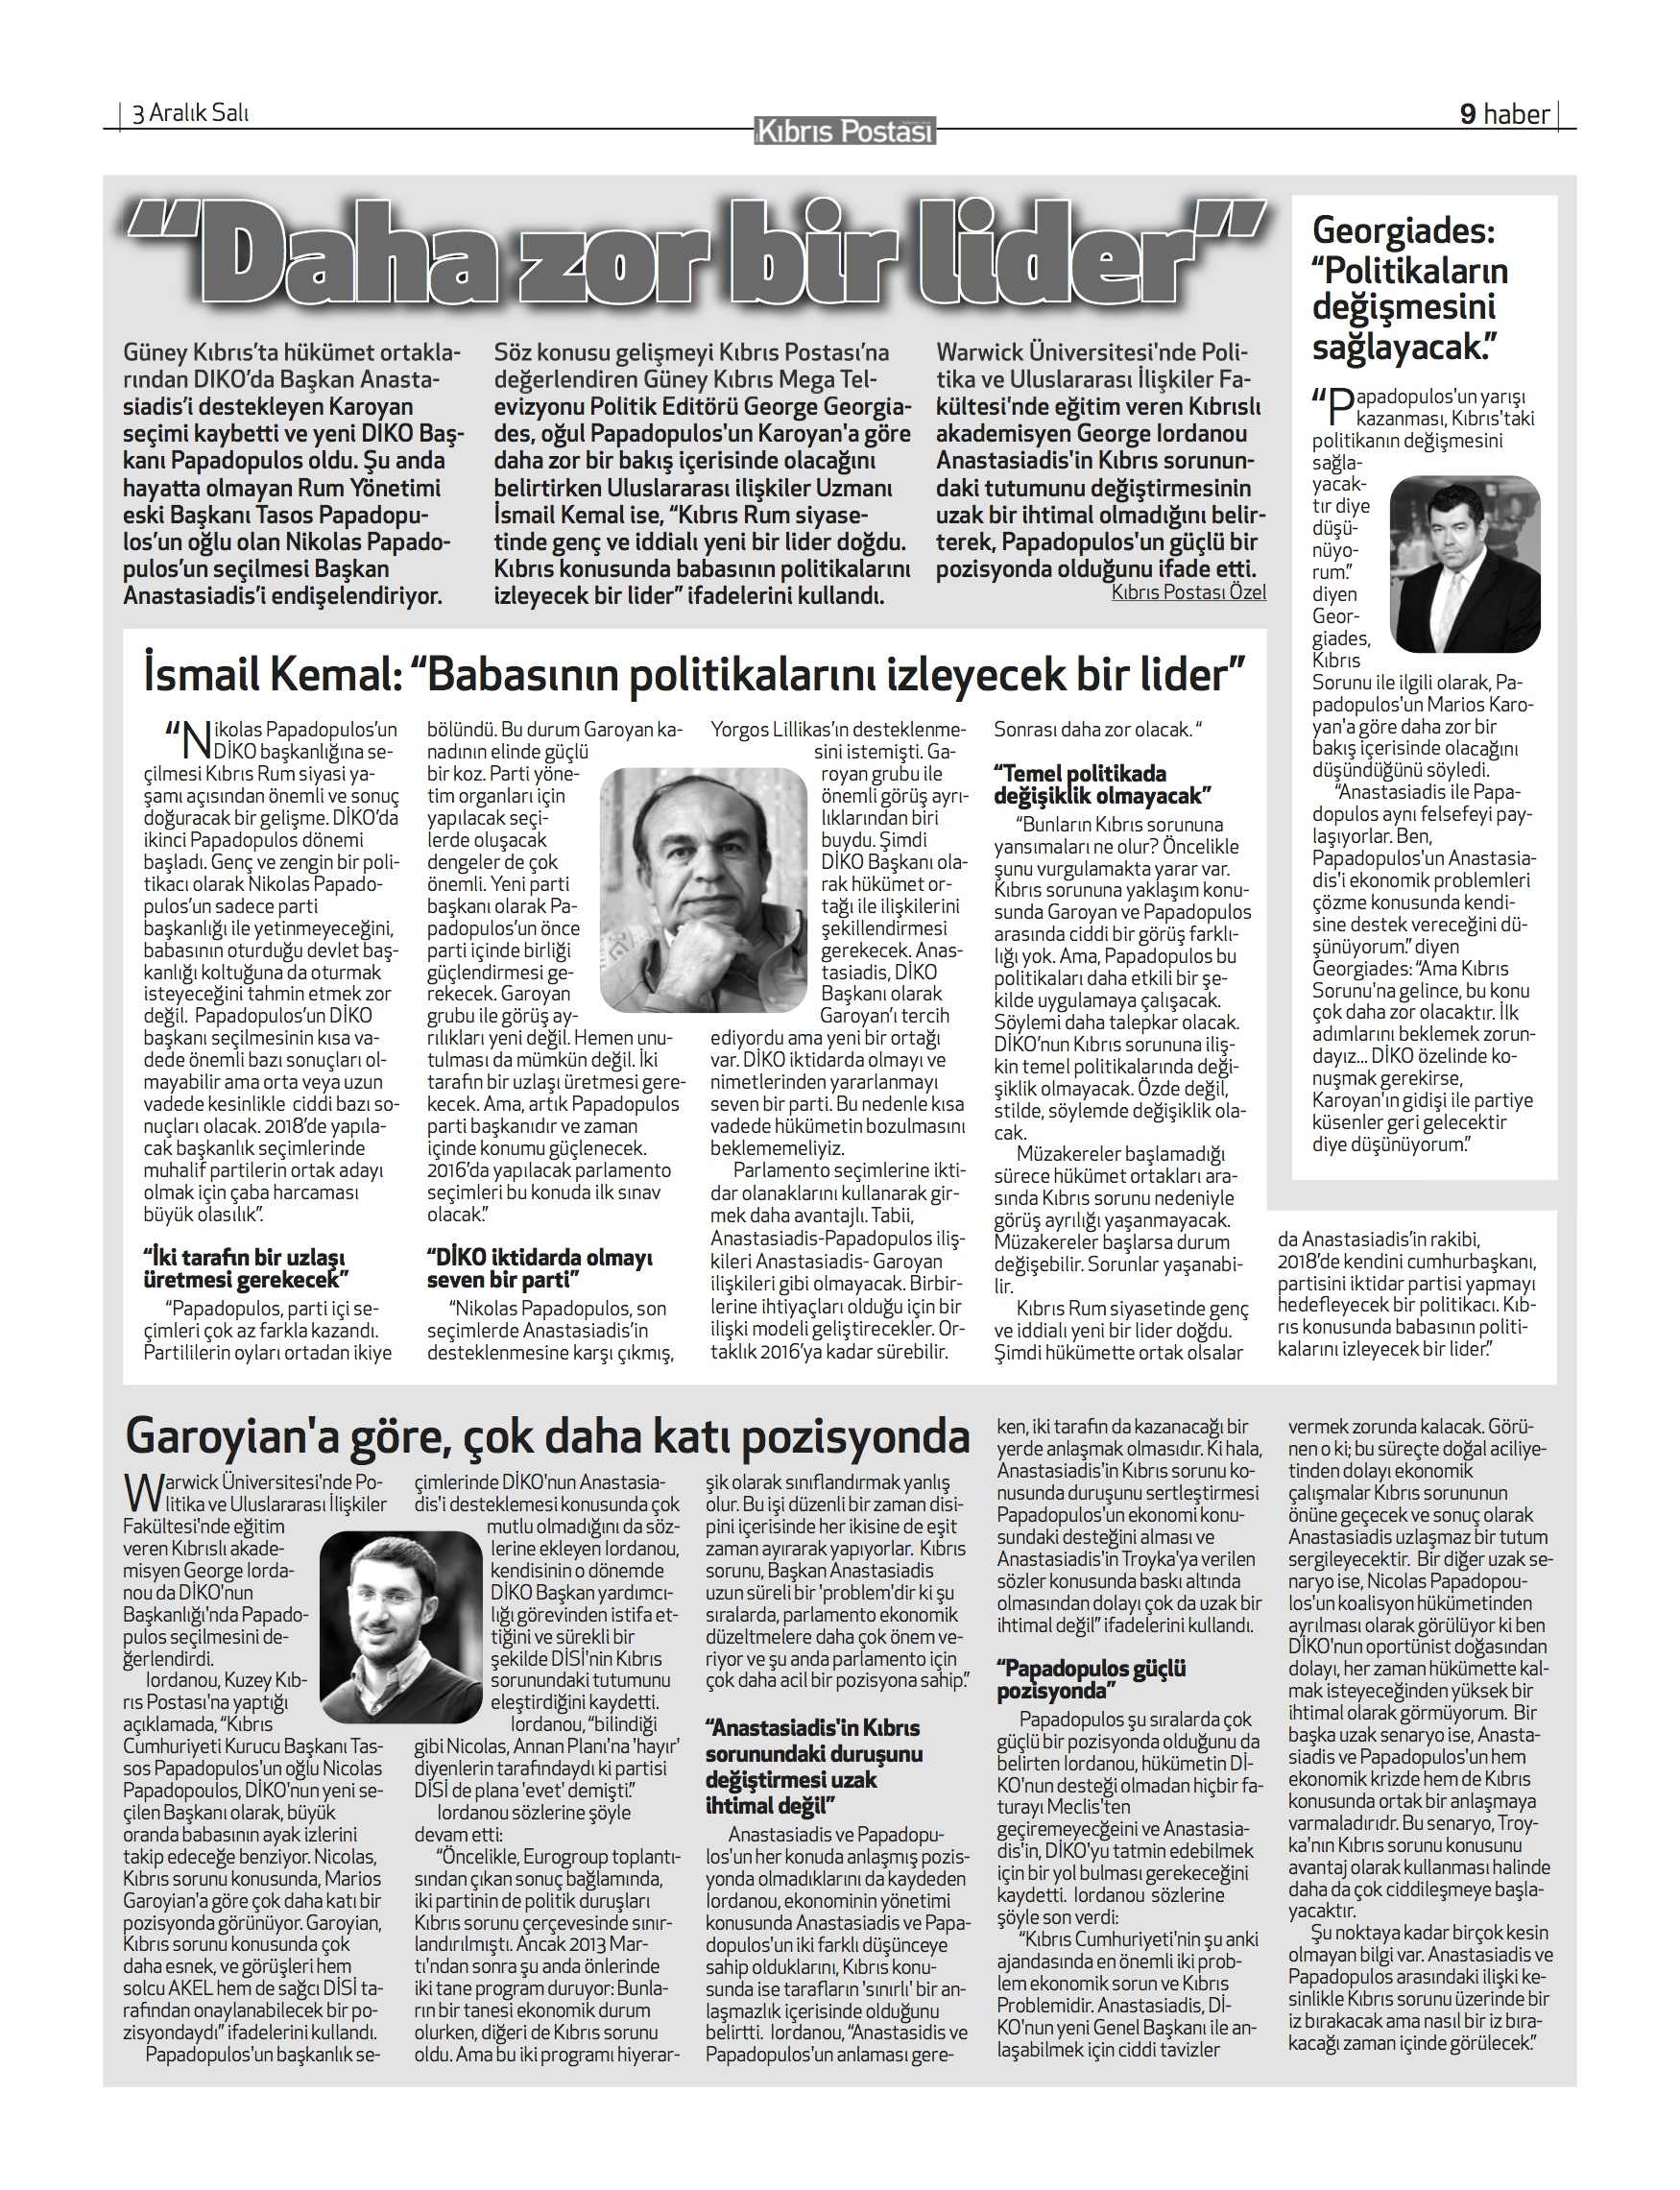 3 Aralık Salı
Kıbrıs Postası
9 haber
“Daha zor bir lider”
Güney Kıbrıs’ta hükümet ortakla-
rından DIKO’da Başkan Anasta-
siadis’i destekleyen Karoyan
seçimi kaybetti ve yeni DİKO Baş-
kanı Papadopulos oldu. Şu anda
hayatta olmayan Rum Yönetimi
eski Başkanı Tasos Papadopu-
los’un oğlu olan Nikolas Papado-
pulos’un seçilmesi Başkan
Anastasiadis’i endişelendiriyor.
Söz konusu gelişmeyi Kıbrıs Postası’na
değerlendiren Güney Kıbrıs Mega Tel-
evizyonu Politik Editörü George Georgia-
des, oğul Papadopulos'un Karoyan'a göre
daha zor bir bakış içerisinde olacağını
belirtirken Uluslararası ilişkiler Uzmanı
İsmail Kemal ise, “Kıbrıs Rum siyase-
tinde genç ve iddialı yeni bir lider doğdu.
Kıbrıs konusunda babasının politikalarını
izleyecek bir lider” ifadelerini kullandı.
Warwick Üniversitesi'nde Poli-
tika ve Uluslararası İlişkiler Fa-
kültesi'nde eğitim veren Kıbrıslı
akademisyen George Iordanou
Anastasiadis'in Kıbrıs sorunun-
daki tutumunu değiştirmesinin
uzak bir ihtimal olmadığını belir-
terek, Papadopulos'un güçlü bir
pozisyonda olduğunu ifade etti.
Kıbrıs Postası Özel
Georgiades:
“Politikaların
değişmesini
sağlayacak.”
“Papadopulos'un yarışı
kazanması, Kıbrıs'taki
politikanın değişmesini
sağla-
yacak-
tır diye
düşü-
nüyo-
rum.”
diyen
Geor-
giades,
Kıbrıs
Sorunu ile ilgili olarak, Pa-
padopulos'un Marios Karo-
yan'a göre daha zor bir
bakış içerisinde olacağını
düşündüğünü söyledi.
“Anastasiadis ile Papa-
dopulos aynı felsefeyi pay-
laşıyorlar. Ben,
Papadopulos'un Anastasia-
dis'i ekonomik problemleri
çözme konusunda kendi-
sine destek vereceğini dü-
şünüyorum.” diyen
Georgiades: “Ama Kıbrıs
Sorunu'na gelince, bu konu
çok daha zor olacaktır. İlk
adımlarını beklemek zorun-
dayız... DİKO özelinde ko-
nuşmak gerekirse,
Karoyan'ın gidişi ile partiye
küsenler geri gelecektir
diye düşünüyorum.”
İsmail Kemal: “Babasının politikalarını izleyecek bir lider”
“Nikolas Papadopulos’un
DİKO başkanlığına se-
çilmesi Kıbrıs Rum siyasi ya-
şamı açısından önemli ve sonuç
doğuracak bir gelişme. DİKO’da
ikinci Papadopulos dönemi
başladı. Genç ve zengin bir poli-
tikacı olarak Nikolas Papado-
pulos’un sadece parti
başkanlığı ile yetinmeyeceğini,
babasının oturduğu devlet baş-
kanlığı koltuğuna da oturmak
isteyeceğini tahmin etmek zor
değil. Papadopulos’un DİKO
başkanı seçilmesinin kısa va-
dede önemli bazı sonuçları ol-
mayabilir ama orta veya uzun
vadede kesinlikle ciddi bazı so-
nuçları olacak. 2018’de yapıla-
cak başkanlık seçimlerinde
muhalif partilerin ortak adayı
olmak için çaba harcaması
büyük olasılık”.
“İki tarafın bir uzlaşı
üretmesi gerekecek”
“Papadopulos, parti içi se-
çimleri çok az farkla kazandı.
Partililerin oyları ortadan ikiye
bölündü. Bu durum Garoyan ka-
nadının elinde güçlü
bir koz. Parti yöne-
tim organları için
yapılacak seçi-
lerde oluşacak
dengeler de çok
önemli. Yeni parti
başkanı olarak Pa-
padopulos’un önce
parti içinde birliği
güçlendirmesi ge-
rekecek. Garoyan
grubu ile görüş ay-
rılıkları yeni değil. Hemen unu-
tulması da mümkün değil. İki
tarafın bir uzlaşı üretmesi gere-
kecek. Ama, artık Papadopulos
parti başkanıdır ve zaman
içinde konumu güçlenecek.
2016’da yapılacak parlamento
seçimleri bu konuda ilk sınav
olacak.”
“DİKO iktidarda olmayı
seven bir parti”
“Nikolas Papadopulos, son
seçimlerde Anastasiadis’in
desteklenmesine karşı çıkmış,
Yorgos Lillikas’ın desteklenme-
sini istemişti. Ga-
royan grubu ile
önemli görüş ayrı-
lıklarından biri
buydu. Şimdi
DİKO Başkanı ola-
rak hükümet or-
tağı ile ilişkilerini
şekillendirmesi
gerekecek. Anas-
tasiadis, DİKO
Başkanı olarak
Garoyan’ı tercih
ediyordu ama yeni bir ortağı
var. DİKO iktidarda olmayı ve
nimetlerinden yararlanmayı
seven bir parti. Bu nedenle kısa
vadede hükümetin bozulmasını
beklememeliyiz.
Parlamento seçimlerine ikti-
dar olanaklarını kullanarak gir-
mek daha avantajlı. Tabii,
Anastasiadis-Papadopulos iliş-
kileri Anastasiadis- Garoyan
ilişkileri gibi olmayacak. Birbir-
lerine ihtiyaçları olduğu için bir
ilişki modeli geliştirecekler. Or-
taklık 2016’ya kadar sürebilir.
Sonrası daha zor olacak. “
“Temel politikada
değişiklik olmayacak”
“Bunların Kıbrıs sorununa
yansımaları ne olur? Öncelikle
şunu vurgulamakta yarar var.
Kıbrıs sorununa yaklaşım konu-
sunda Garoyan ve Papadopulos
arasında ciddi bir görüş farklı-
lığı yok. Ama, Papadopulos bu
politikaları daha etkili bir şe-
kilde uygulamaya çalışacak.
Söylemi daha talepkar olacak.
DİKO’nun Kıbrıs sorununa iliş-
kin temel politikalarında deği-
şiklik olmayacak. Özde değil,
stilde, söylemde değişiklik ola-
cak.
Müzakereler başlamadığı
sürece hükümet ortakları ara-
sında Kıbrıs sorunu nedeniyle
görüş ayrılığı yaşanmayacak.
Müzakereler başlarsa durum
değişebilir. Sorunlar yaşanabi-
lir.
Kıbrıs Rum siyasetinde genç
ve iddialı yeni bir lider doğdu.
Şimdi hükümette ortak olsalar
da Anastasiadis’in rakibi,
2018’de kendini cumhurbaşkanı,
partisini iktidar partisi yapmayı
hedefleyecek bir politikacı. Kıb-
rıs konusunda babasının politi-
kalarını izleyecek bir lider.”
Garoyian'a göre, çok daha katı pozisyonda
Warwick Üniversitesi'nde Po-
litika ve Uluslararası İlişkiler
Fakültesi'nde eğitim
veren Kıbrıslı akade-
misyen George Iorda-
nou da DİKO'nun
Başkanlığı'nda Papado-
pulos seçilmesini de-
ğerlendirdi.
Iordanou, Kuzey Kıb-
rıs Postası'na yaptığı
açıklamada, “Kıbrıs
Cumhuriyeti Kurucu Başkanı Tas-
sos Papadopulos'un oğlu Nicolas
Papadopoulos, DİKO'nun yeni se-
çilen Başkanı olarak, büyük
oranda babasının ayak izlerini
takip edeceğe benziyor. Nicolas,
Kıbrıs sorunu konusunda, Marios
Garoyian'a göre çok daha katı bir
pozisyonda görünüyor. Garoyian,
Kıbrıs sorunu konusunda çok
daha esnek, ve görüşleri hem
solcu AKEL hem de sağcı DİSİ ta-
rafından onaylanabilecek bir po-
zisyondaydı” ifadelerini kullandı.
Papadopulos'un başkanlık se-
çimlerinde DİKO'nun Anastasia-
dis'i desteklemesi konusunda çok
mutlu olmadığını da söz-
lerine ekleyen Iordanou,
kendisinin o dönemde
DİKO Başkan yardımcı-
lığı görevinden istifa et-
tiğini ve sürekli bir
şekilde DİSİ'nin Kıbrıs
sorunundaki tutumunu
eleştirdiğini kaydetti.
Iordanou, “bilindiği
gibi Nicolas, Annan Planı'na 'hayır'
diyenlerin tarafındaydı ki partisi
DİSİ de plana 'evet' demişti.”
Iordanou sözlerine şöyle
devam etti:
“Öncelikle, Eurogroup toplantı-
sından çıkan sonuç bağlamında,
iki partinin de politik duruşları
Kıbrıs sorunu çerçevesinde sınır-
landırılmıştı. Ancak 2013 Mar-
tı'ndan sonra şu anda önlerinde
iki tane program duruyor: Bunla-
rın bir tanesi ekonomik durum
olurken, diğeri de Kıbrıs sorunu
oldu. Ama bu iki programı hiyerar-
şik olarak sınıflandırmak yanlış
olur. Bu işi düzenli bir zaman disi-
pini içerisinde her ikisine de eşit
zaman ayırarak yapıyorlar. Kıbrıs
sorunu, Başkan Anastasiadis
uzun süreli bir 'problem'dir ki şu
sıralarda, parlamento ekonomik
düzeltmelere daha çok önem ve-
riyor ve şu anda parlamento için
çok daha acil bir pozisyona sahip.”
“Anastasiadis'in Kıbrıs
sorunundaki duruşunu
değiştirmesi uzak
ihtimal değil”
Anastasiadis ve Papadopu-
los'un her konuda anlaşmış pozis-
yonda olmadıklarını da kaydeden
Iordanou, ekonominin yönetimi
konusunda Anastasiadis ve Papa-
dopulos'un iki farklı düşünceye
sahip olduklarını, Kıbrıs konu-
sunda ise tarafların 'sınırlı' bir an-
laşmazlık içerisinde olduğunu
belirtti. Iordanou, “Anastasidis ve
Papadopulos'un anlaması gere-
ken, iki tarafın da kazanacağı bir
yerde anlaşmak olmasıdır. Ki hala,
Anastasiadis'in Kıbrıs sorunu ko-
nusunda duruşunu sertleştirmesi
Papadopulos'un ekonomi konu-
sundaki desteğini alması ve
Anastasiadis'in Troyka'ya verilen
sözler konusunda baskı altında
olmasından dolayı çok da uzak bir
ihtimal değil” ifadelerini kullandı.
“Papadopulos güçlü
pozisyonda”
Papadopulos şu sıralarda çok
güçlü bir pozisyonda olduğunu da
belirten Iordanou, hükümetin Dİ-
KO'nun desteği olmadan hiçbir fa-
turayı Meclis'ten
geçiremeyecğeini ve Anastasia-
dis'in, DİKO'yu tatmin edebilmek
için bir yol bulması gerekeceğini
kaydetti. Iordanou sözlerine
şöyle son verdi:
“Kıbrıs Cumhuriyeti'nin şu anki
ajandasında en önemli iki prob-
lem ekonomik sorun ve Kıbrıs
Problemidir. Anastasiadis, Dİ-
KO'nun yeni Genel Başkanı ile an-
laşabilmek için ciddi tavizler
vermek zorunda kalacak. Görü-
nen o ki; bu süreçte doğal aciliye-
tinden dolayı ekonomik
çalışmalar Kıbrıs sorununun
önüne geçecek ve sonuç olarak
Anastasiadis uzlaşmaz bir tutum
sergileyecektir. Bir diğer uzak se-
naryo ise, Nicolas Papadopou-
los'un koalisyon hükümetinden
ayrılması olarak görülüyor ki ben
DİKO'nun oportünist doğasından
dolayı, her zaman hükümette kal-
mak isteyeceğinden yüksek bir
ihtimal olarak görmüyorum. Bir
başka uzak senaryo ise, Anasta-
siadis ve Papadopulos'un hem
ekonomik krizde hem de Kıbrıs
konusunda ortak bir anlaşmaya
varmaladırıdr. Bu senaryo, Troy-
ka'nın Kıbrıs sorunu konusunu
avantaj olarak kullanması halinde
daha da çok ciddileşmeye başla-
yacaktır.
Şu noktaya kadar birçok kesin
olmayan bilgi var. Anastasiadis ve
Papadopulos arasındaki ilişki ke-
sinlikle Kıbrıs sorunu üzerinde bir
iz bırakacak ama nasıl bir iz bıra-
kacağı zaman içinde görülecek.”